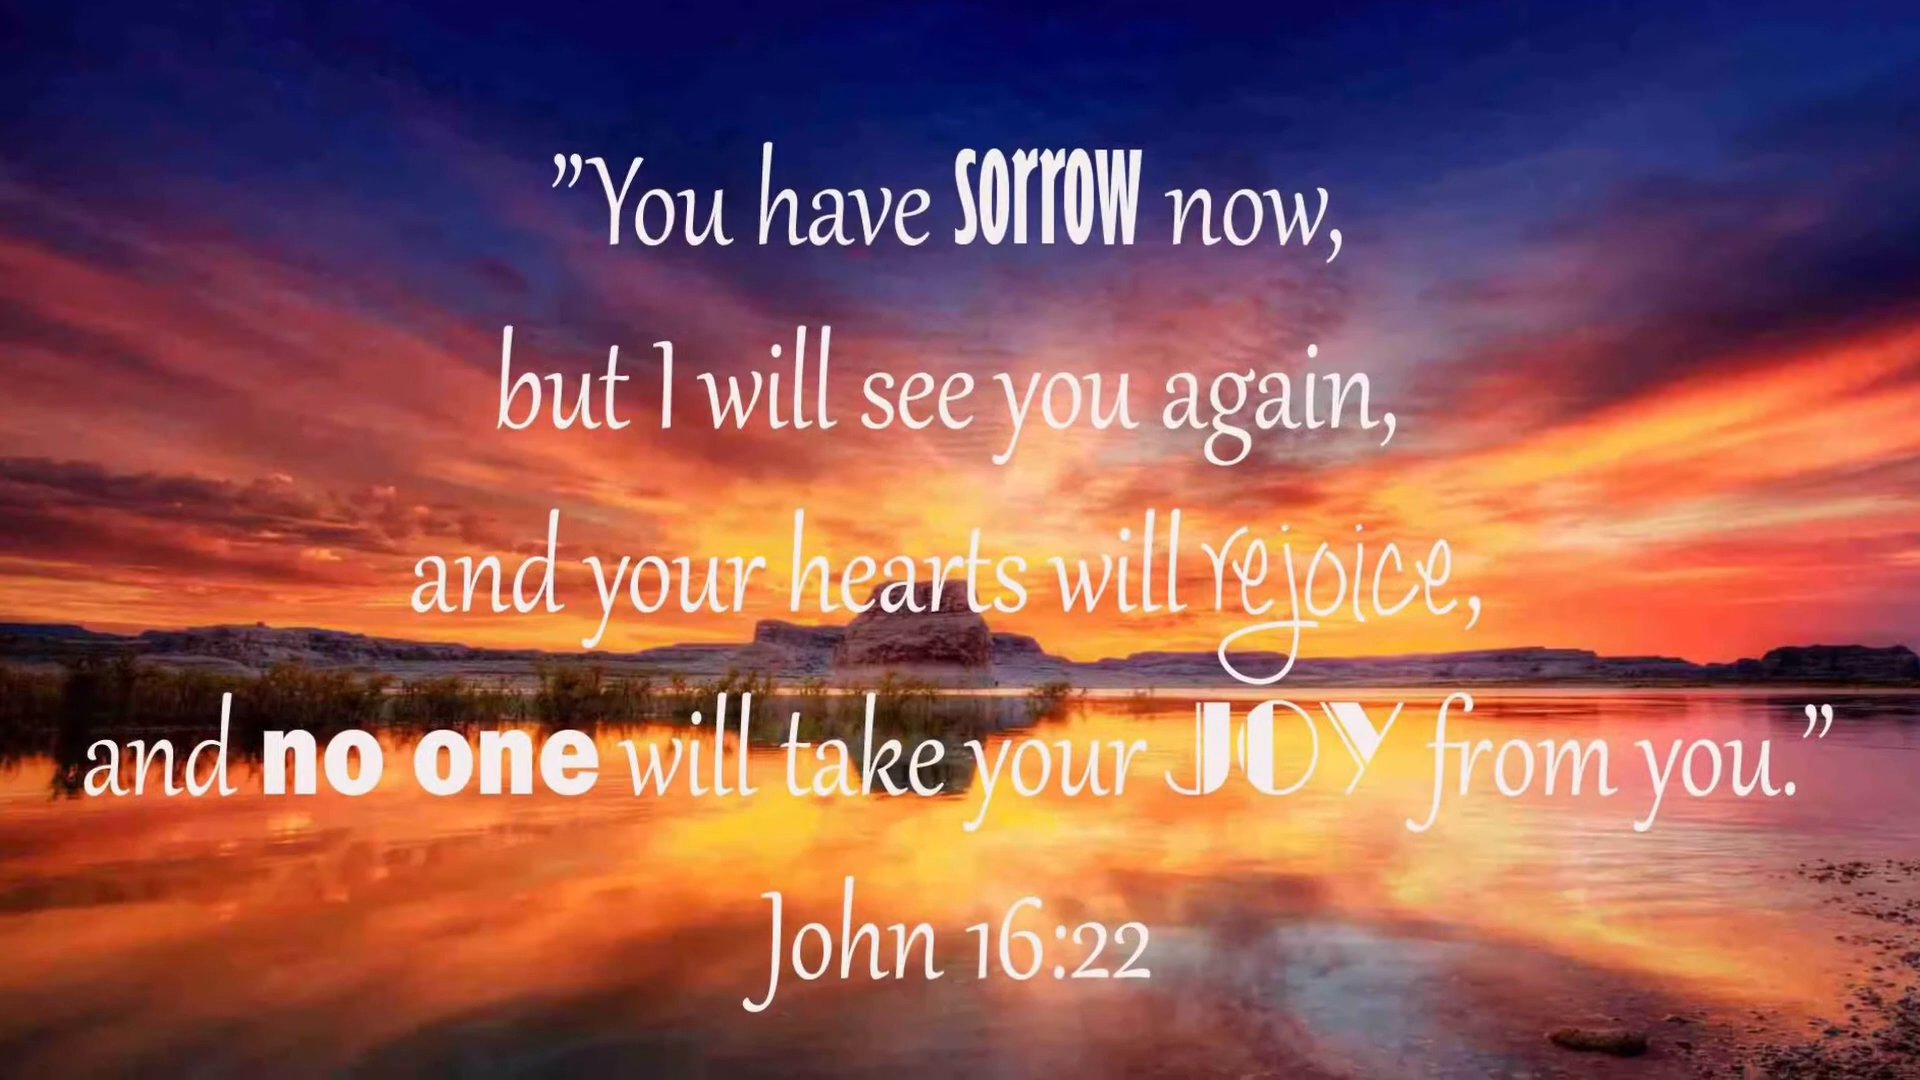 ”You have sorrow now,
but I will see you again,
and your hearts will rejoice,
and no one will take your JOY from you.”
John 16:22